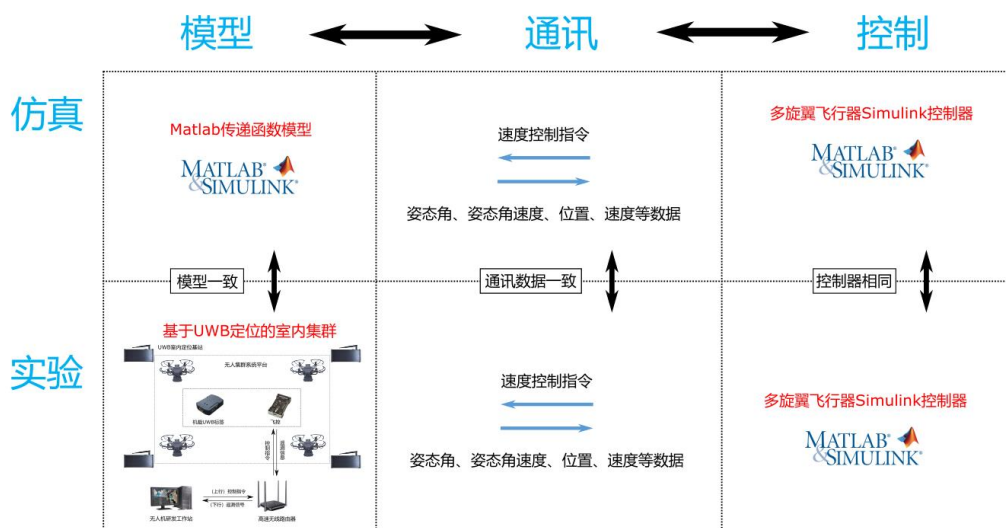 模型
通讯
控制
仿真
Matlab传递函数模型
MATLAB®
&SIMULINK®
速度控制指令
姿态角、姿态角速度、位置、速度等数据
多旋翼飞行器Simulink控制器
MATLAB®
&SIMULINK®
模型一致
通讯数据一致
控制器相同
实验
基于UWB定位的室内集群
UWB室内定位基站
无人集群系统平台
机载UWB标签
飞控
控制指令
(上行) 控制指令
(下行) 遥测信号
无人机研发工作站
高速无线路由器
速度控制指令
姿态角、姿态角速度、位置、速度等数据
多旋翼飞行器Simulink控制器
MATLAB®
&SIMULINK®